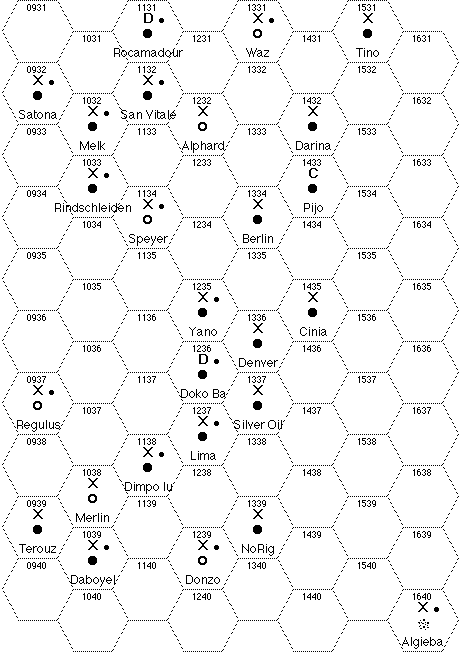 0931 1131 1331 1531
D X X
1031 1231 1431 1631
Rocamadour Waz Tino
0932 1132 1332 1532
X X
1032 1232 1432 1632
X X X
Satona San Vitale
0933 1133 1333 1533
Melk Alphard Darina
1033 1233 1433 1633
X C
0934 1134 1334 1534
X X
Rindschleiden Pijo
1034 1234 1434 1634
Speyer Berlin
0935 1135 1335 1535
1035 1235 1435 1635
X X
0936 1136 1336 1536
X
Yano Cinia
1036 1236 1436 1636
D
Denver
0937 1137 1337 1537
X X
Doko Ba
1037 1237 1437 1637
X
Regulus Silver Oil
0938 1138 1338 1538
X
Lima
1038 1238 1438 1638
X
Dimpo lu
0939 1139 1339 1539
X X
Merlin
1039 1239 1439 1639
X X
Terouz NoRig
0940 1140 1340 1540
Daboyel Donzo
1040 1240 1440 1640
X
Algieba